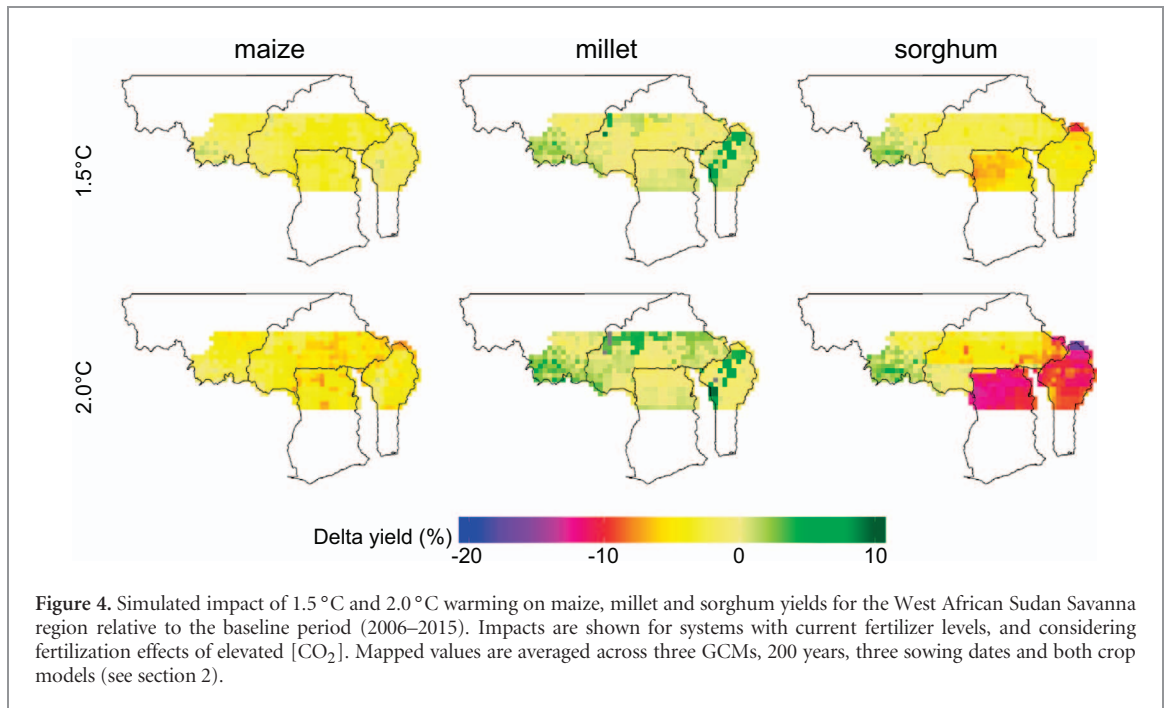 maize millet sorghum
1.5°C
2.0°C
Delta yield (%)
-20 -10 0 10
Figure 4. Simulated impact of 1.5 °C and 2.0 °C warming on maize, millet and sorghum yields for the West African Sudan Savanna
region relative to the baseline period (2006–2015). Impacts are shown for systems with current fertilizer levels, and considering
fertilization effects of elevated [CO₂]. Mapped values are averaged across three GCMs, 200 years, three sowing dates and both crop
models (see section 2).